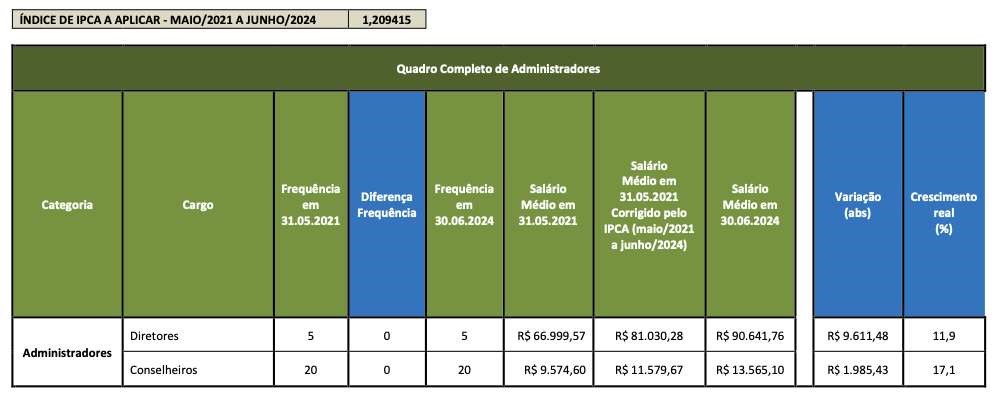 ÍNDICE DE IPCA A APLICAR - MAIO/2021 A JUNHO/2024 1,209415
Quadro Completo de Administradores
Categoria
Cargo
Frequência
em
31.05.2021
Diferença
Frequência
Frequência
em
30.06.2024
Salário
Médio em
31.05.2021
Salário
Médio em
31.05.2021
Corrigido pelo
IPCA (maio/2021
a junho/2024)
Salário
Médio em
30.06.2024
Variação
(abs)
Crescimento
real
(%)
Administradores
Diretores 5 0 5 R$ 66.999,57 R$ 81.030,28 R$ 90.641,76 R$ 9.611,48 11,9
Conselheiros 20 0 20 R$ 9.574,60 R$ 11.579,67 R$ 13.565,10 R$ 1.985,43 17,1